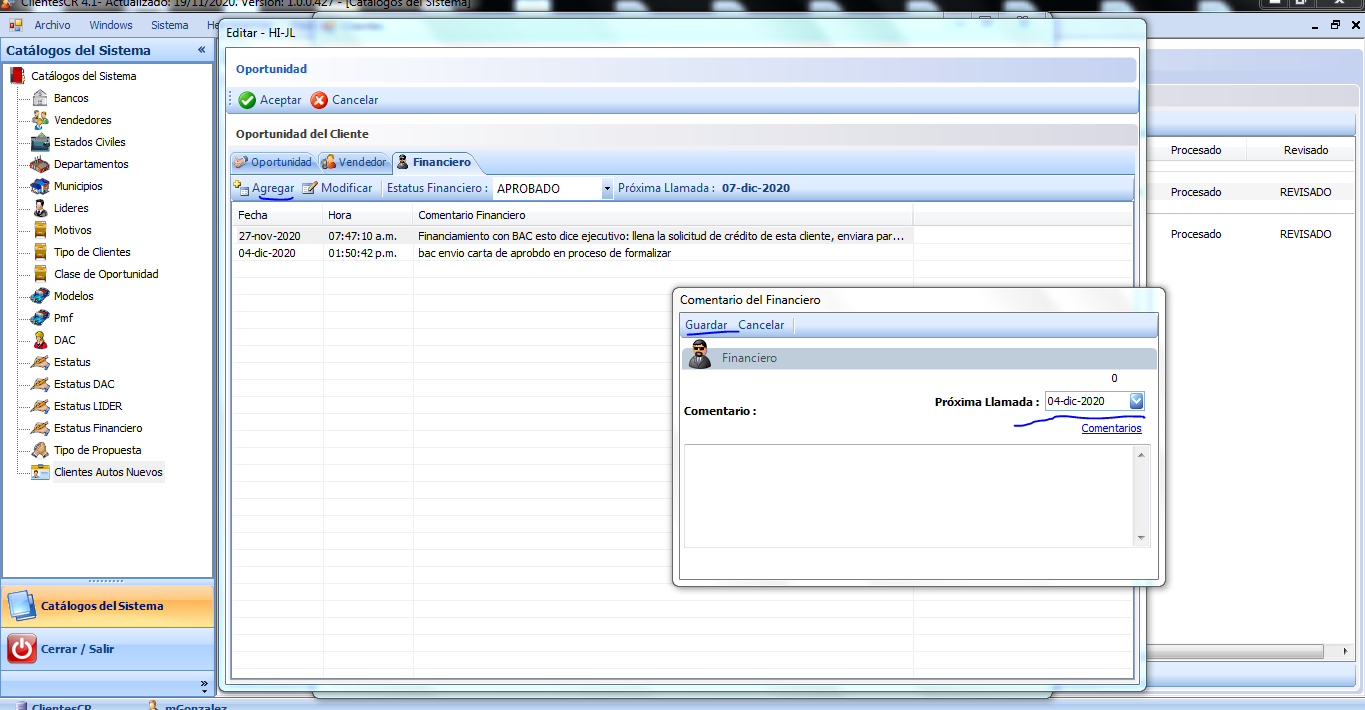 ClientesCR 4.1- Actualizado: 19/11/2020. Versión: 1.0.0.427 - [Catálogos del Sistema]
Archivo Windows Sistema
Catálogos del Sistema «
Catálogos del Sistema
Bancos
Vendedores
Estados Civiles
Departamentos
Municipios
Lideres
Motivos
Tipo de Clientes
Clase de Oportunidad
Modelos
Pmf
DAC
Estatus
Estatus DAC
Estatus LIDER
Estatus Financiero
Tipo de Propuesta
Clientes Autos Nuevos
Catálogos del Sistema
Cerrar / Salir
»
ClientesCR mGonzalez
Editar - HI-JL
Oportunidad
Aceptar Cancelar
Oportunidad del Cliente
Oportunidad Vendedor Financiero
Agregar Modificar Estatus Financiero : APROBADO Próxima Llamada : 07-dic-2020
Fecha Hora Comentario Financiero
27-nov-2020 07:47:10 a.m. Financiamiento con BAC esto dice ejecutivo: llena la solicitud de crédito de esta cliente, enviara par...
04-dic-2020 01:50:42 p.m. bac envio carta de aprobdo en proceso de formalizar
Comentario del Financiero
Guardar Cancelar
Financiero
0
Próxima Llamada : 04-dic-2020
Comentario :
Comentarios
Procesado Revisado
Procesado REVISADO
Procesado REVISADO